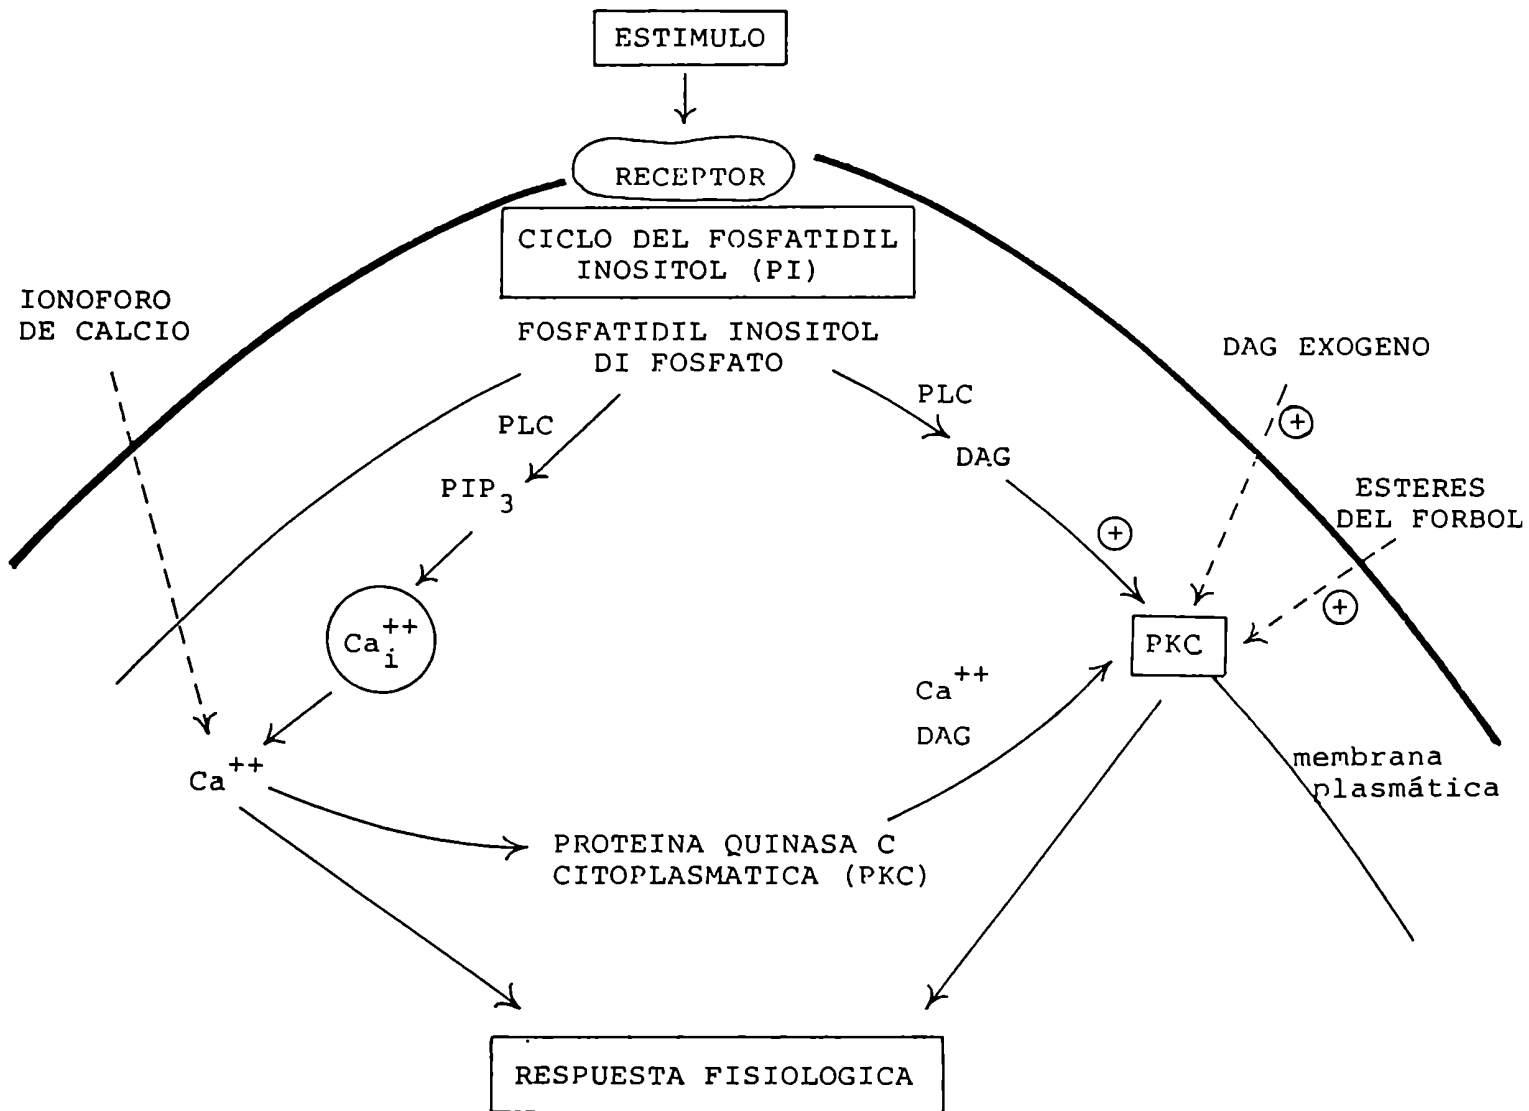 ESTIMULO
RECEPTOR
CICLO DEL FOSFATIDIL
INOSITOL (PI)
IONOFORO
DE CALCIO
FOSFATIDIL INOSITOL
DI FOSFATO
DAG EXOGENO
PLC
PLC
+
DAG
PIP3
ESTERES
DEL FORBOL
+
+
Ca++i
PKC
Ca++
DAG
Ca++
membrana
plasmática
PROTEINA QUINASA C
CITOPLASMATICA (PKC)
RESPUESTA FISIOLOGICA